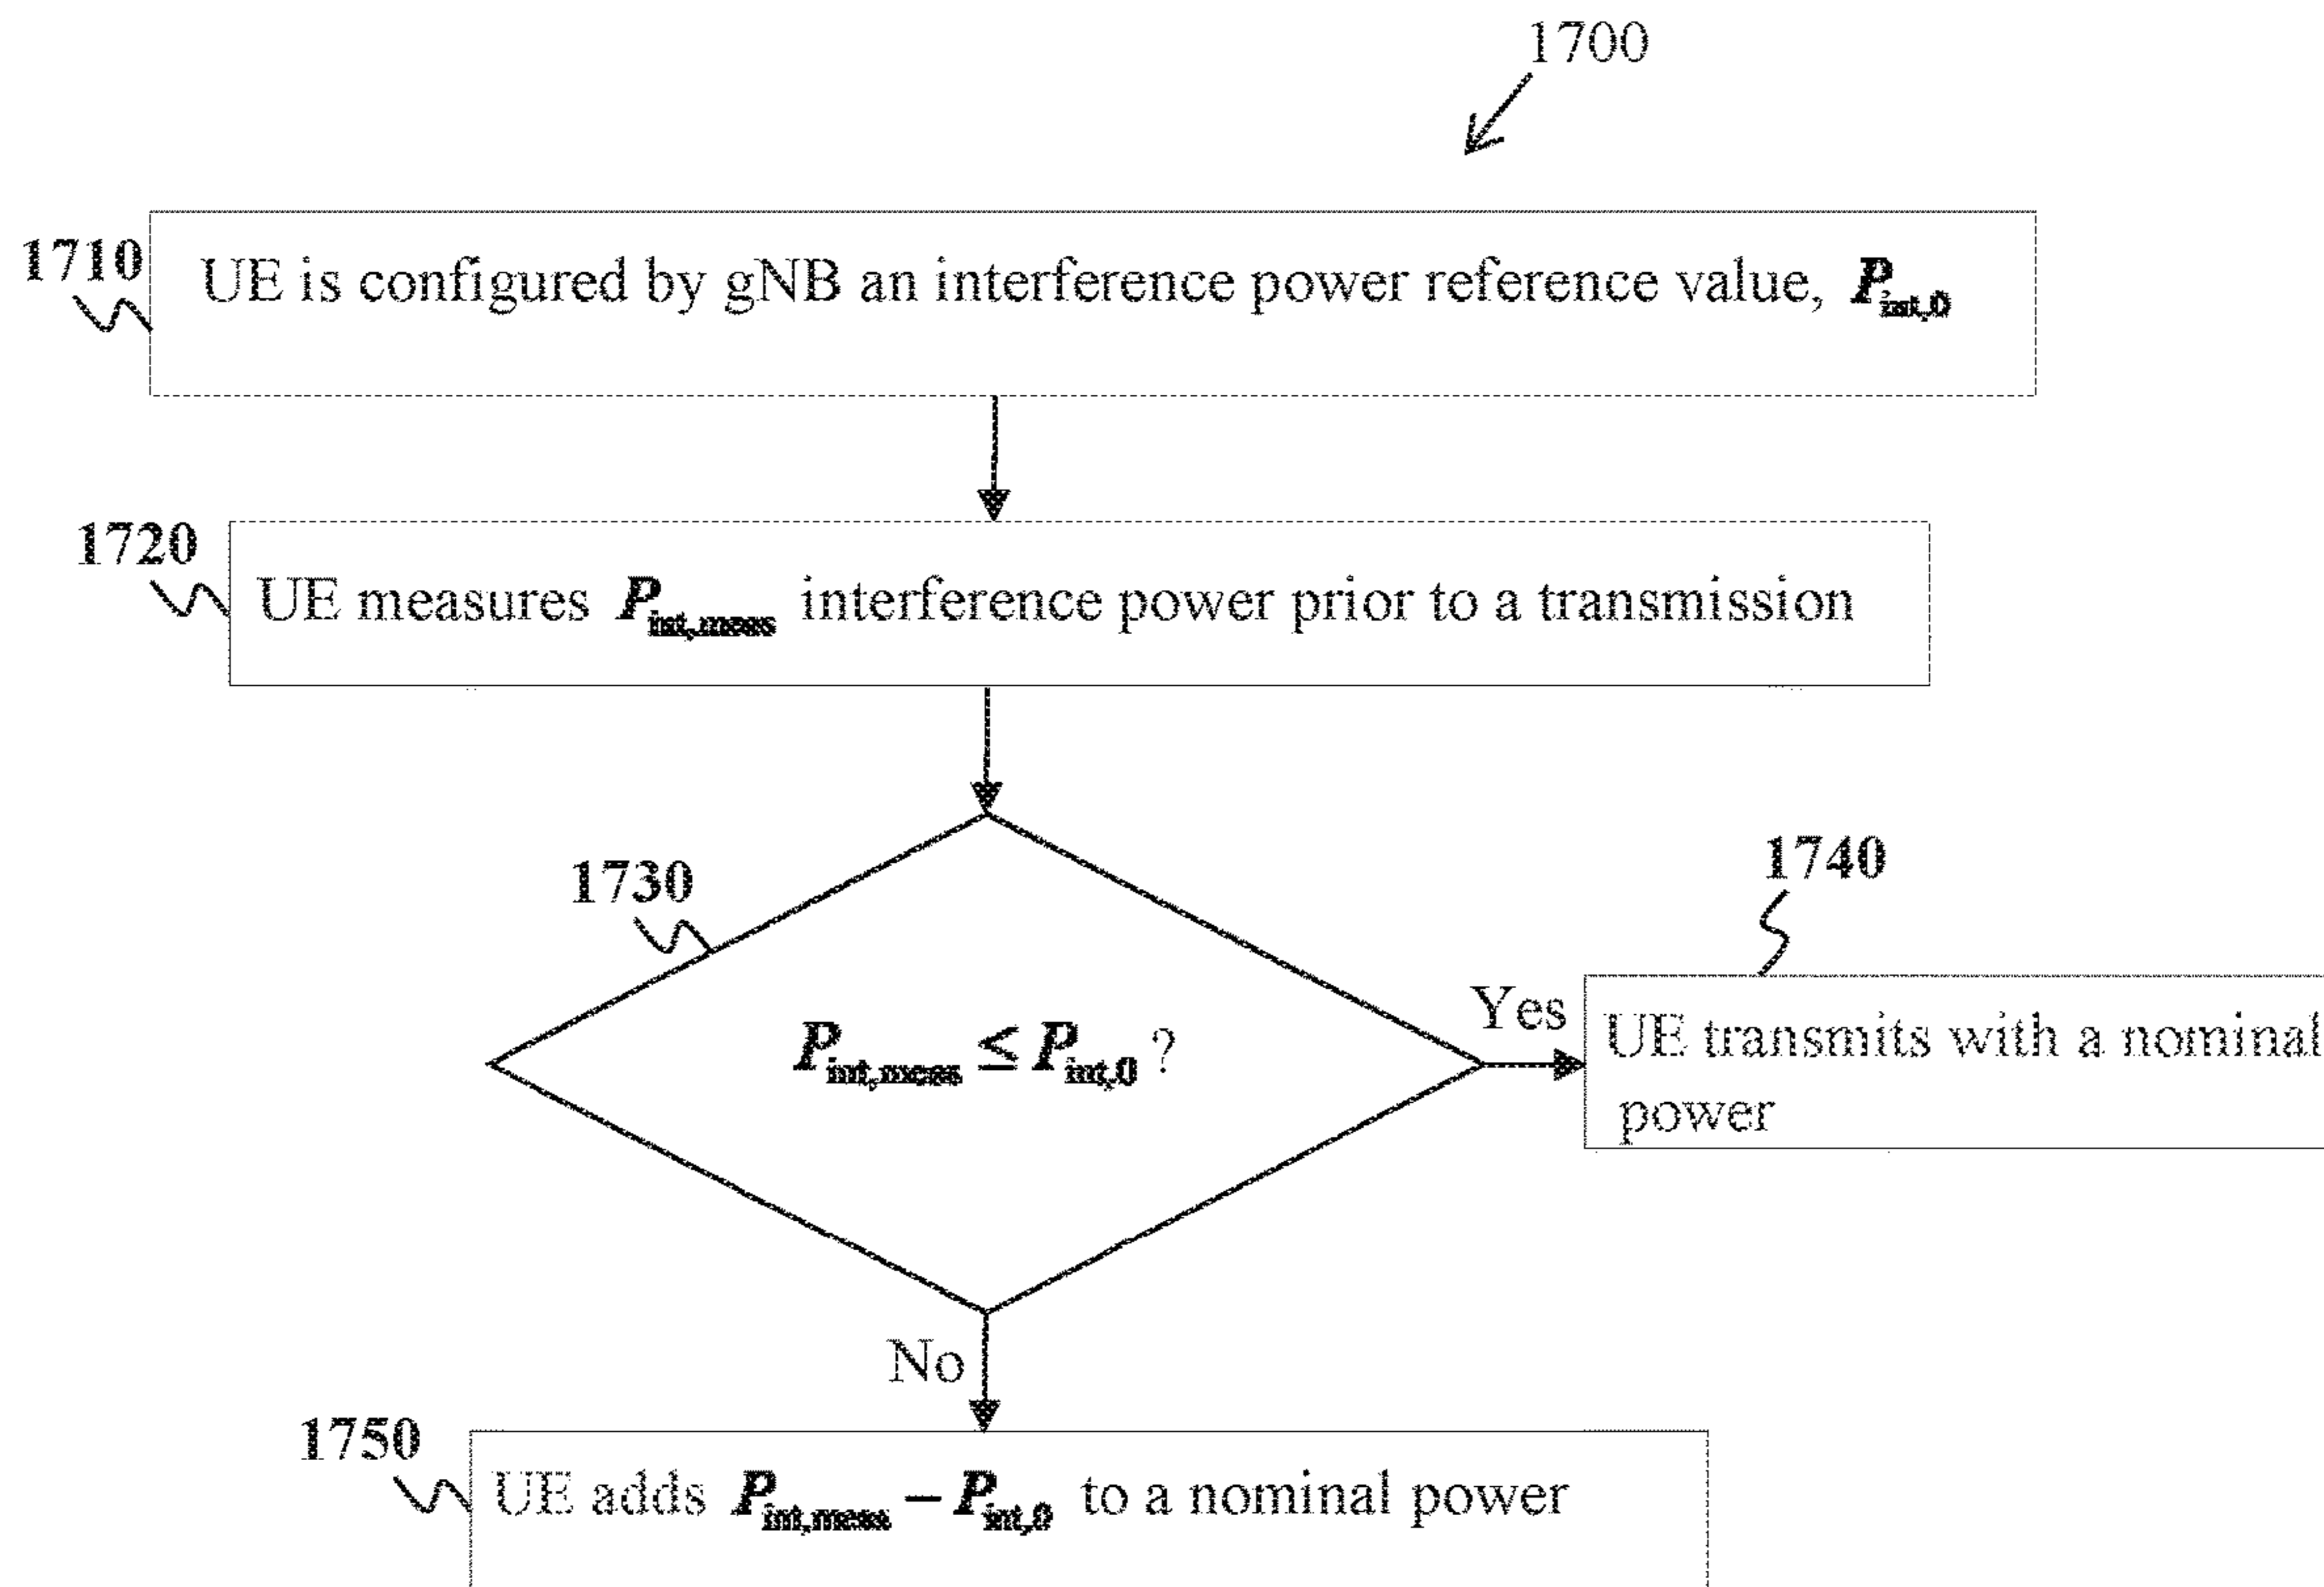 1700
1710
UE is configured by gNB an interference power reference value, P_int,0
1720
UE measures P_int,meas interference power prior to a transmission
1730
P_int,meas ≤ P_int,0 ?
1740
Yes
UE transmits with a nominal
power
No
1750
UE adds P_int,meas − P_int,0 to a nominal power